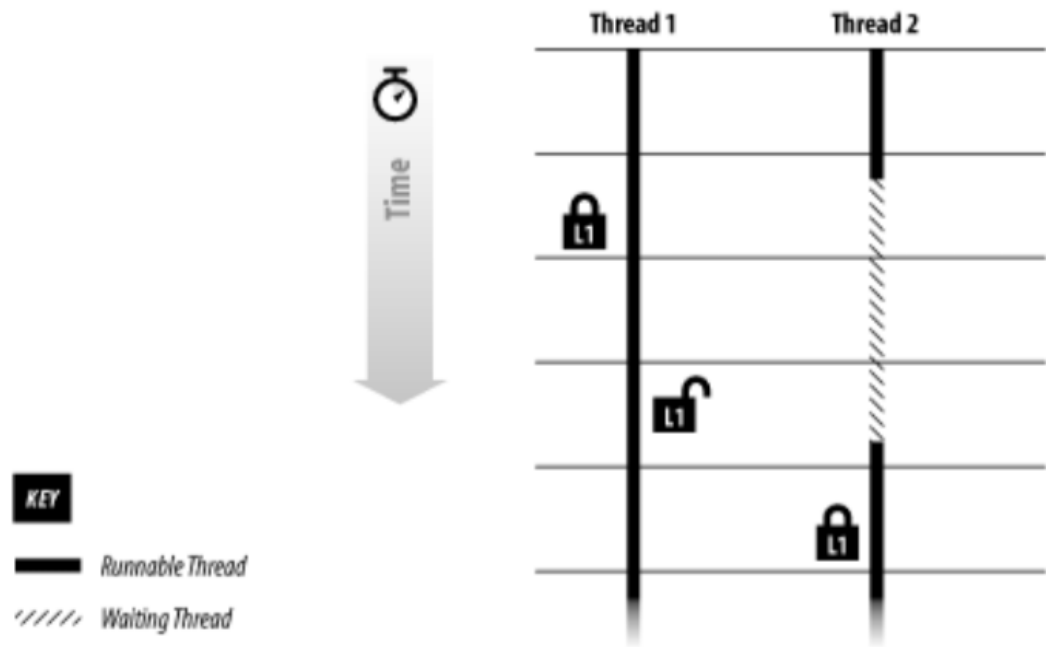 Thread 1
Thread 2
Time
L1
L1
L1
KEY
Runnable Thread
Waiting Thread